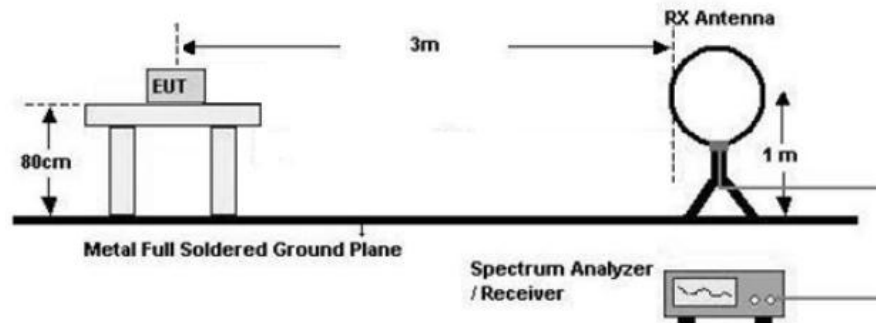 RX Antenna
3m
EUT
80cm
1 m
Metal Full Soldered Ground Plane
Spectrum Analyzer
/ Receiver